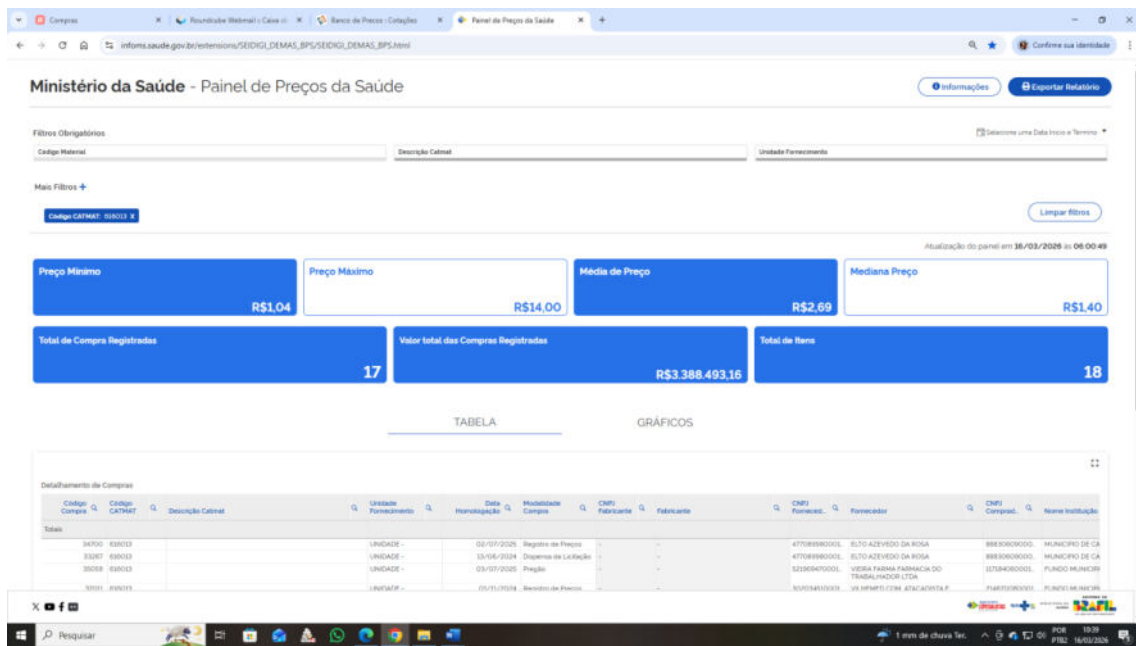 Compras
Roundcube Webmail :: Caixa
Banco de Precos : Cotações
Painel de Preços da Saúde
infoms.saude.gov.br/extensions/SEIDIGI_DEMAS_BPS/SEIDIGI_DEMAS_BPS.html
Confirme sua identidade
Ministério da Saúde - Painel de Preços da Saúde
Informações
Exportar Relatório
Filtros Obrigatórios
Selecione uma Data Inicio e Termino
Código Material
Descrição Catmat
Unidade Fornecimento
Mais Filtros +
Código CATMAT: 616013 X
Limpar filtros
Atualização do painel em 16/03/2026 às 06:00:49
Preço Mínimo
Preço Máximo
Média de Preço
Mediana Preço
R$1,04
R$14,00
R$2,69
R$1,40
Total de Compra Registradas
Valor total das Compras Registradas
Total de Itens
17
R$3.388.493,16
18
TABELA
GRÁFICOS
Detalhamento de Compras
Código Compra Código CATMAT Descrição Catmat Unidade Fornecimento Data Homologação Modalidade Compra CNPJ Fabricante Fabricante CNPJ Forneced.. Fornecedor CNPJ Comprad.. Nome Instituição
Totais
34700 616013 UNIDADE - 02/07/2025 Registro de Preços - - ELTO AZEVEDO DA ROSA MUNICIPIO DE CA
33287 616013 UNIDADE - 13/06/2024 Dispensa de Licitação - - ELTO AZEVEDO DA ROSA MUNICIPIO DE CA
35058 616013 UNIDADE - 03/07/2025 Pregão - - VIEIRA FARMA FARMACIA DO TRABALHADOR LTDA FUNDO MUNICIPI
Pesquisar
1 mm de chuva Ter.
POR
PTB2
18:39
16/03/2026